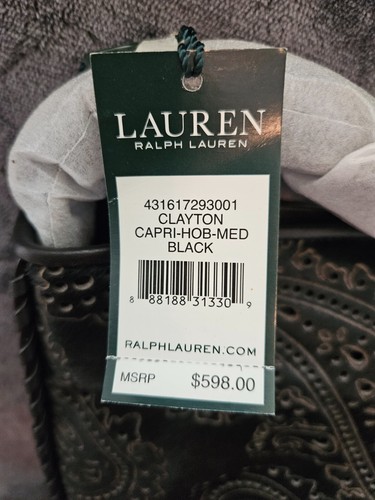 LAUREN
RALPH LAUREN
431617293001
CLAYTON
CAPRI-HOB-MED
BLACK
8 88188 31330 9
RALPHLAUREN.COM
MSRP $598.00